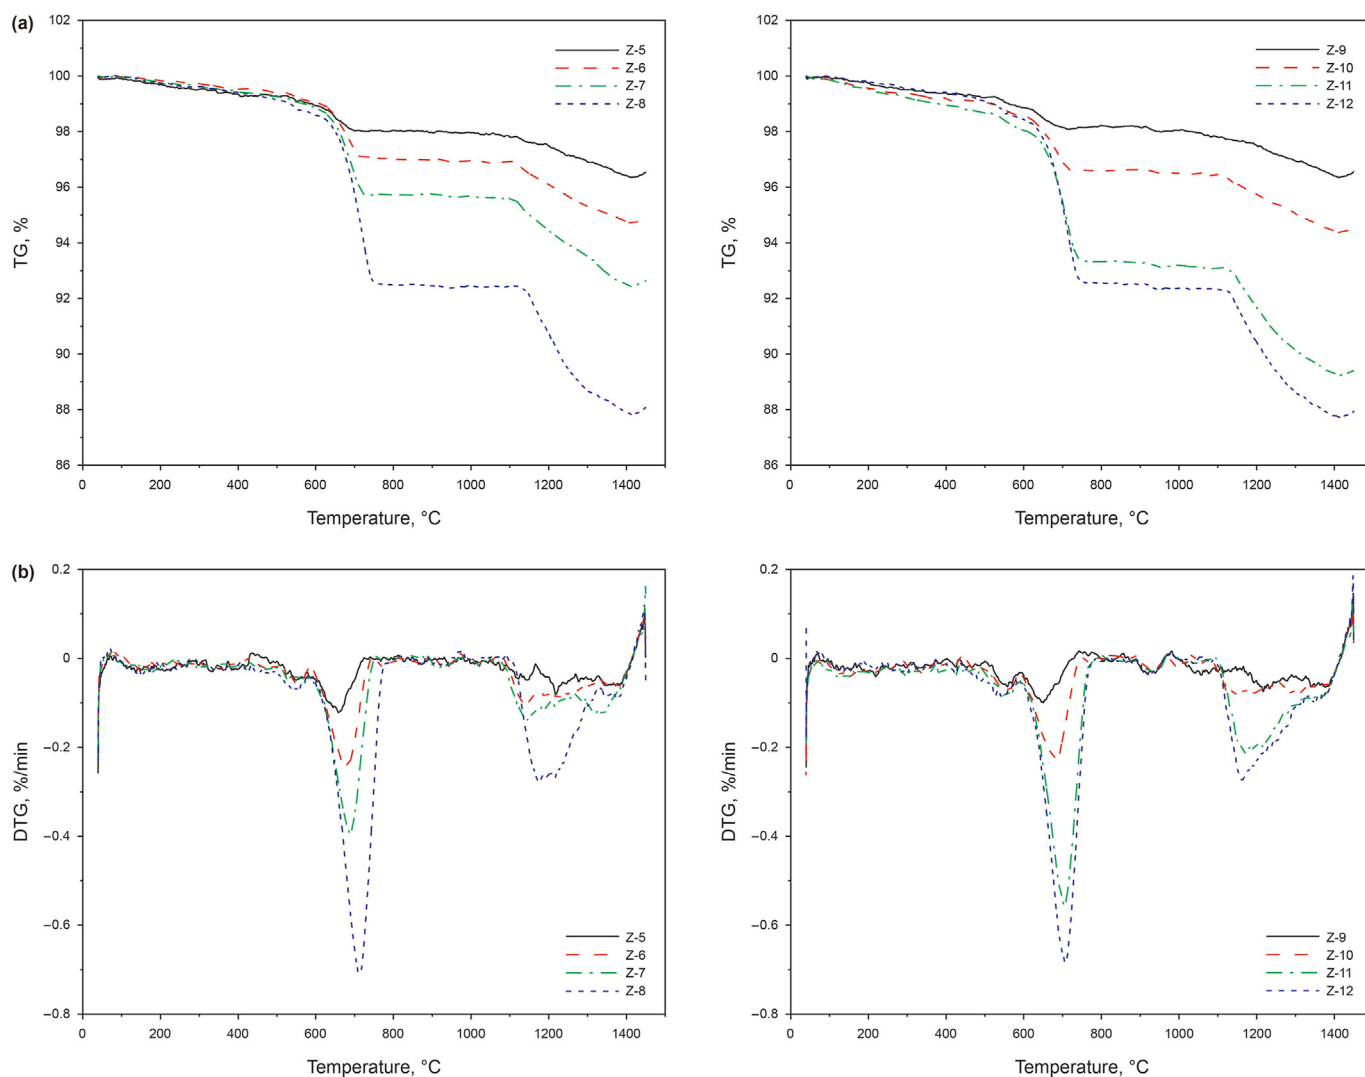 (a)
102
100
98
96
94
92
90
88
86
TG, %
0 200 400 600 800 1000 1200 1400
Temperature, °C
Z-5
Z-6
Z-7
Z-8
102
100
98
96
94
92
90
88
86
TG, %
0 200 400 600 800 1000 1200 1400
Temperature, °C
Z-9
Z-10
Z-11
Z-12
(b)
0.2
0
–0.2
–0.4
–0.6
–0.8
DTG, %/min
0 200 400 600 800 1000 1200 1400
Temperature, °C
Z-5
Z-6
Z-7
Z-8
0.2
0
–0.2
–0.4
–0.6
–0.8
DTG, %/min
0 200 400 600 800 1000 1200 1400
Temperature, °C
Z-9
Z-10
Z-11
Z-12